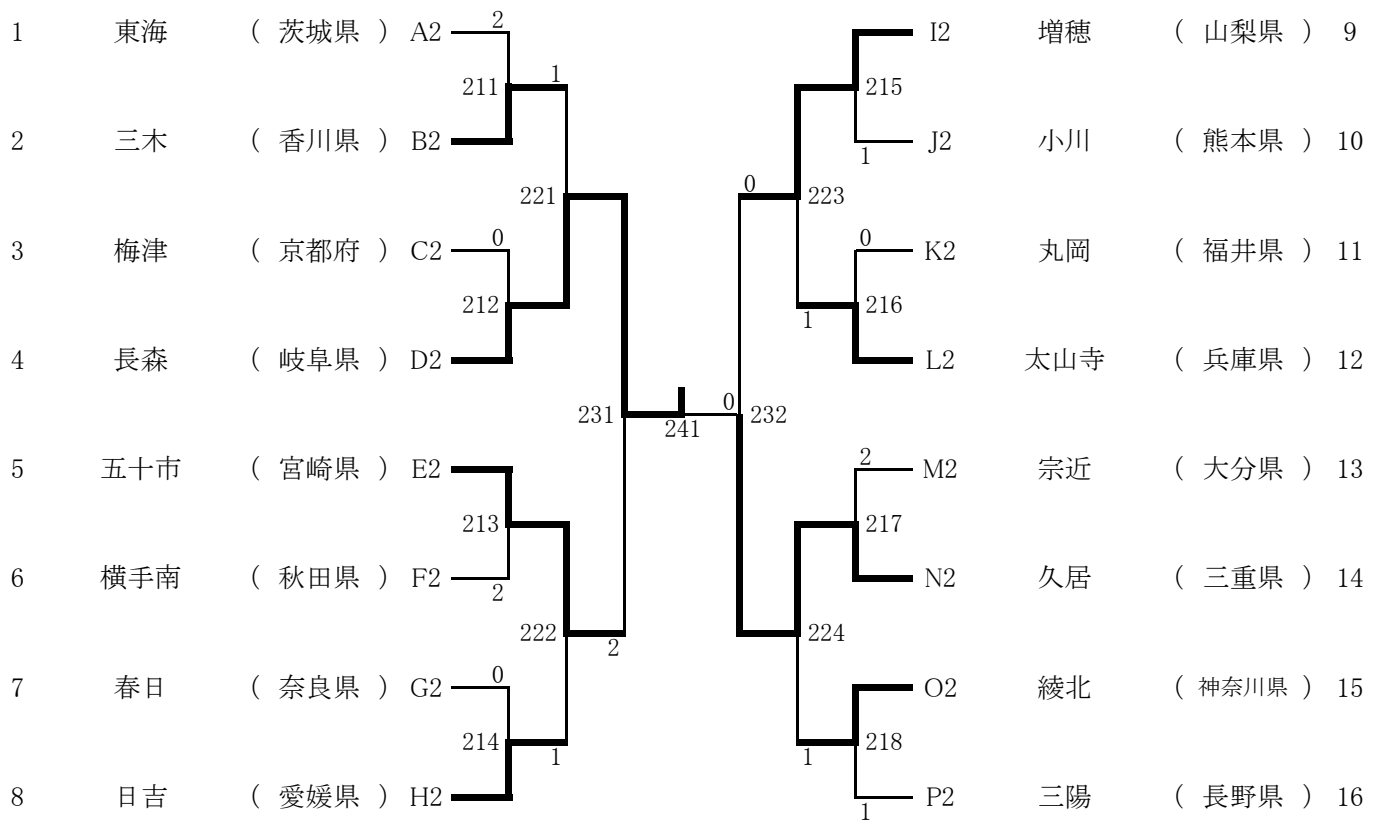 1 東海 ( 茨城県 ) A2 2 I2 増穂 ( 山梨県 ) 9
211 1 215
2 三木 ( 香川県 ) B2 J2 小川 ( 熊本県 ) 10
1
221 0 223
3 梅津 ( 京都府 ) C2 0 0 K2 丸岡 ( 福井県 ) 11
212 1 216
4 長森 ( 岐阜県 ) D2 L2 太山寺 ( 兵庫県 ) 12
231 241 0 232
5 五十市 ( 宮崎県 ) E2 2 M2 宗近 ( 大分県 ) 13
213 217
6 横手南 ( 秋田県 ) F2 2 N2 久居 ( 三重県 ) 14
222 2 224
7 春日 ( 奈良県 ) G2 0 O2 綾北 ( 神奈川県 ) 15
214 1 1 218
8 日吉 ( 愛媛県 ) H2 P2 三陽 ( 長野県 ) 16
1